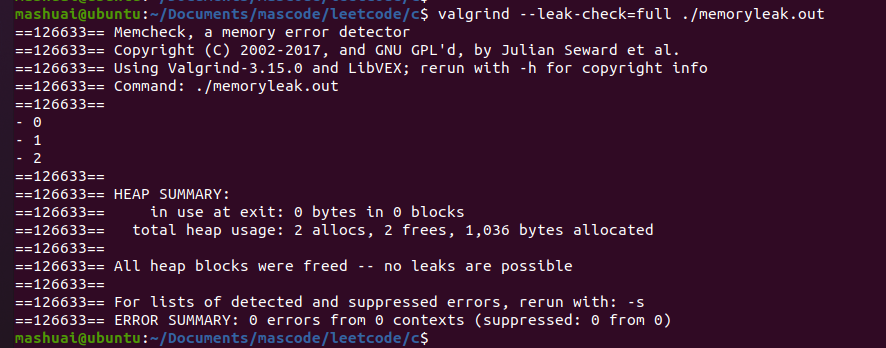 mashuai@ubuntu:~/Documents/mascode/leetcode/c$
mashuai@ubuntu:~/Documents/mascode/leetcode/c$ valgrind --leak-check=full ./memoryleak.out
==126633== Memcheck, a memory error detector
==126633== Copyright (C) 2002-2017, and GNU GPL'd, by Julian Seward et al.
==126633== Using Valgrind-3.15.0 and LibVEX; rerun with -h for copyright info
==126633== Command: ./memoryleak.out
==126633==
- 0
- 1
- 2
==126633==
==126633== HEAP SUMMARY:
==126633==     in use at exit: 0 bytes in 0 blocks
==126633==   total heap usage: 2 allocs, 2 frees, 1,036 bytes allocated
==126633==
==126633== All heap blocks were freed -- no leaks are possible
==126633==
==126633== For lists of detected and suppressed errors, rerun with: -s
==126633== ERROR SUMMARY: 0 errors from 0 contexts (suppressed: 0 from 0)
mashuai@ubuntu:~/Documents/mascode/leetcode/c$